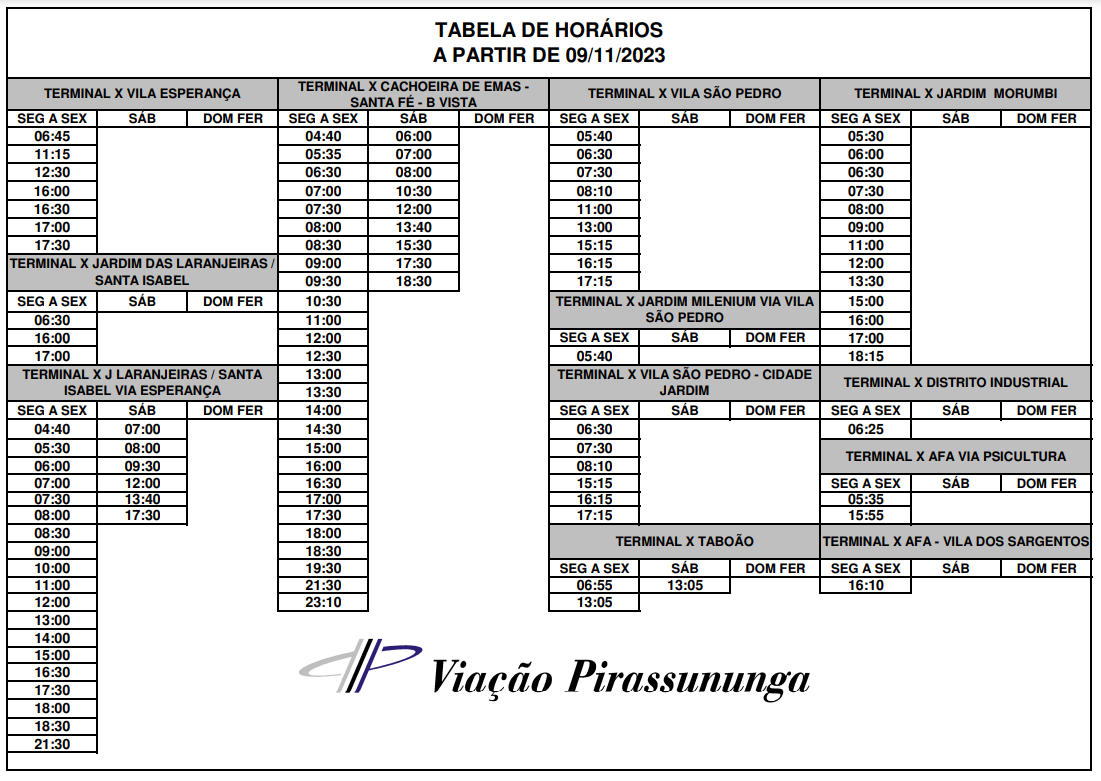 TABELA DE HORÁRIOS
A PARTIR DE 09/11/2023
TERMINAL X VILA ESPERANÇA
SEG A SEX SÁB DOM FER
06:45
11:15
12:30
16:00
16:30
17:00
17:30
TERMINAL X JARDIM DAS LARANJEIRAS /
SANTA ISABEL
SEG A SEX SÁB DOM FER
06:30
16:00
17:00
TERMINAL X J LARANJEIRAS / SANTA
ISABEL VIA ESPERANÇA
SEG A SEX SÁB DOM FER
04:40 07:00
05:30 08:00
06:00 09:30
07:00 12:00
07:30 13:40
08:00 17:30
08:30
09:00
10:00
11:00
12:00
13:00
14:00
15:00
16:30
17:30
18:00
18:30
21:30
TERMINAL X CACHOEIRA DE EMAS -
SANTA FÉ - B VISTA
SEG A SEX SÁB DOM FER
04:40 06:00
05:35 07:00
06:30 08:00
07:00 10:30
07:30 12:00
08:00 13:40
08:30 15:30
09:00 17:30
09:30 18:30
10:30
11:00
12:00
12:30
13:00
13:30
14:00
14:30
15:00
16:00
16:30
17:00
17:30
18:00
18:30
19:30
21:30
23:10
TERMINAL X VILA SÃO PEDRO
SEG A SEX SÁB DOM FER
05:40
06:30
07:30
08:10
11:00
13:00
15:15
16:15
17:15
TERMINAL X JARDIM MILENIUM VIA VILA
SÃO PEDRO
SEG A SEX SÁB DOM FER
05:40
TERMINAL X VILA SÃO PEDRO - CIDADE
JARDIM
SEG A SEX SÁB DOM FER
06:30
07:30
08:10
15:15
16:15
17:15
TERMINAL X TABOÃO
SEG A SEX SÁB DOM FER
06:55 13:05
13:05
TERMINAL X JARDIM MORUMBI
SEG A SEX SÁB DOM FER
05:30
06:00
06:30
07:30
08:00
09:00
11:00
12:00
13:30
15:00
16:00
17:00
18:15
TERMINAL X DISTRITO INDUSTRIAL
SEG A SEX SÁB DOM FER
06:25
TERMINAL X AFA VIA PSICULTURA
SEG A SEX SÁB DOM FER
05:35
15:55
TERMINAL X AFA - VILA DOS SARGENTOS
SEG A SEX SÁB DOM FER
16:10
Viação Pirassununga